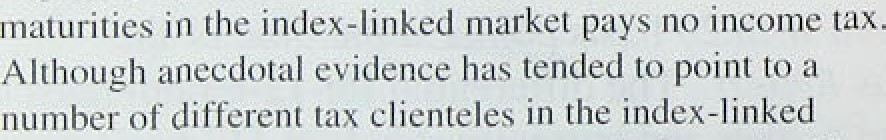 maturities in the index-linked market pays no income tax.
Although anecdotal evidence has tended to point to a
number of different tax clienteles in the index-linked